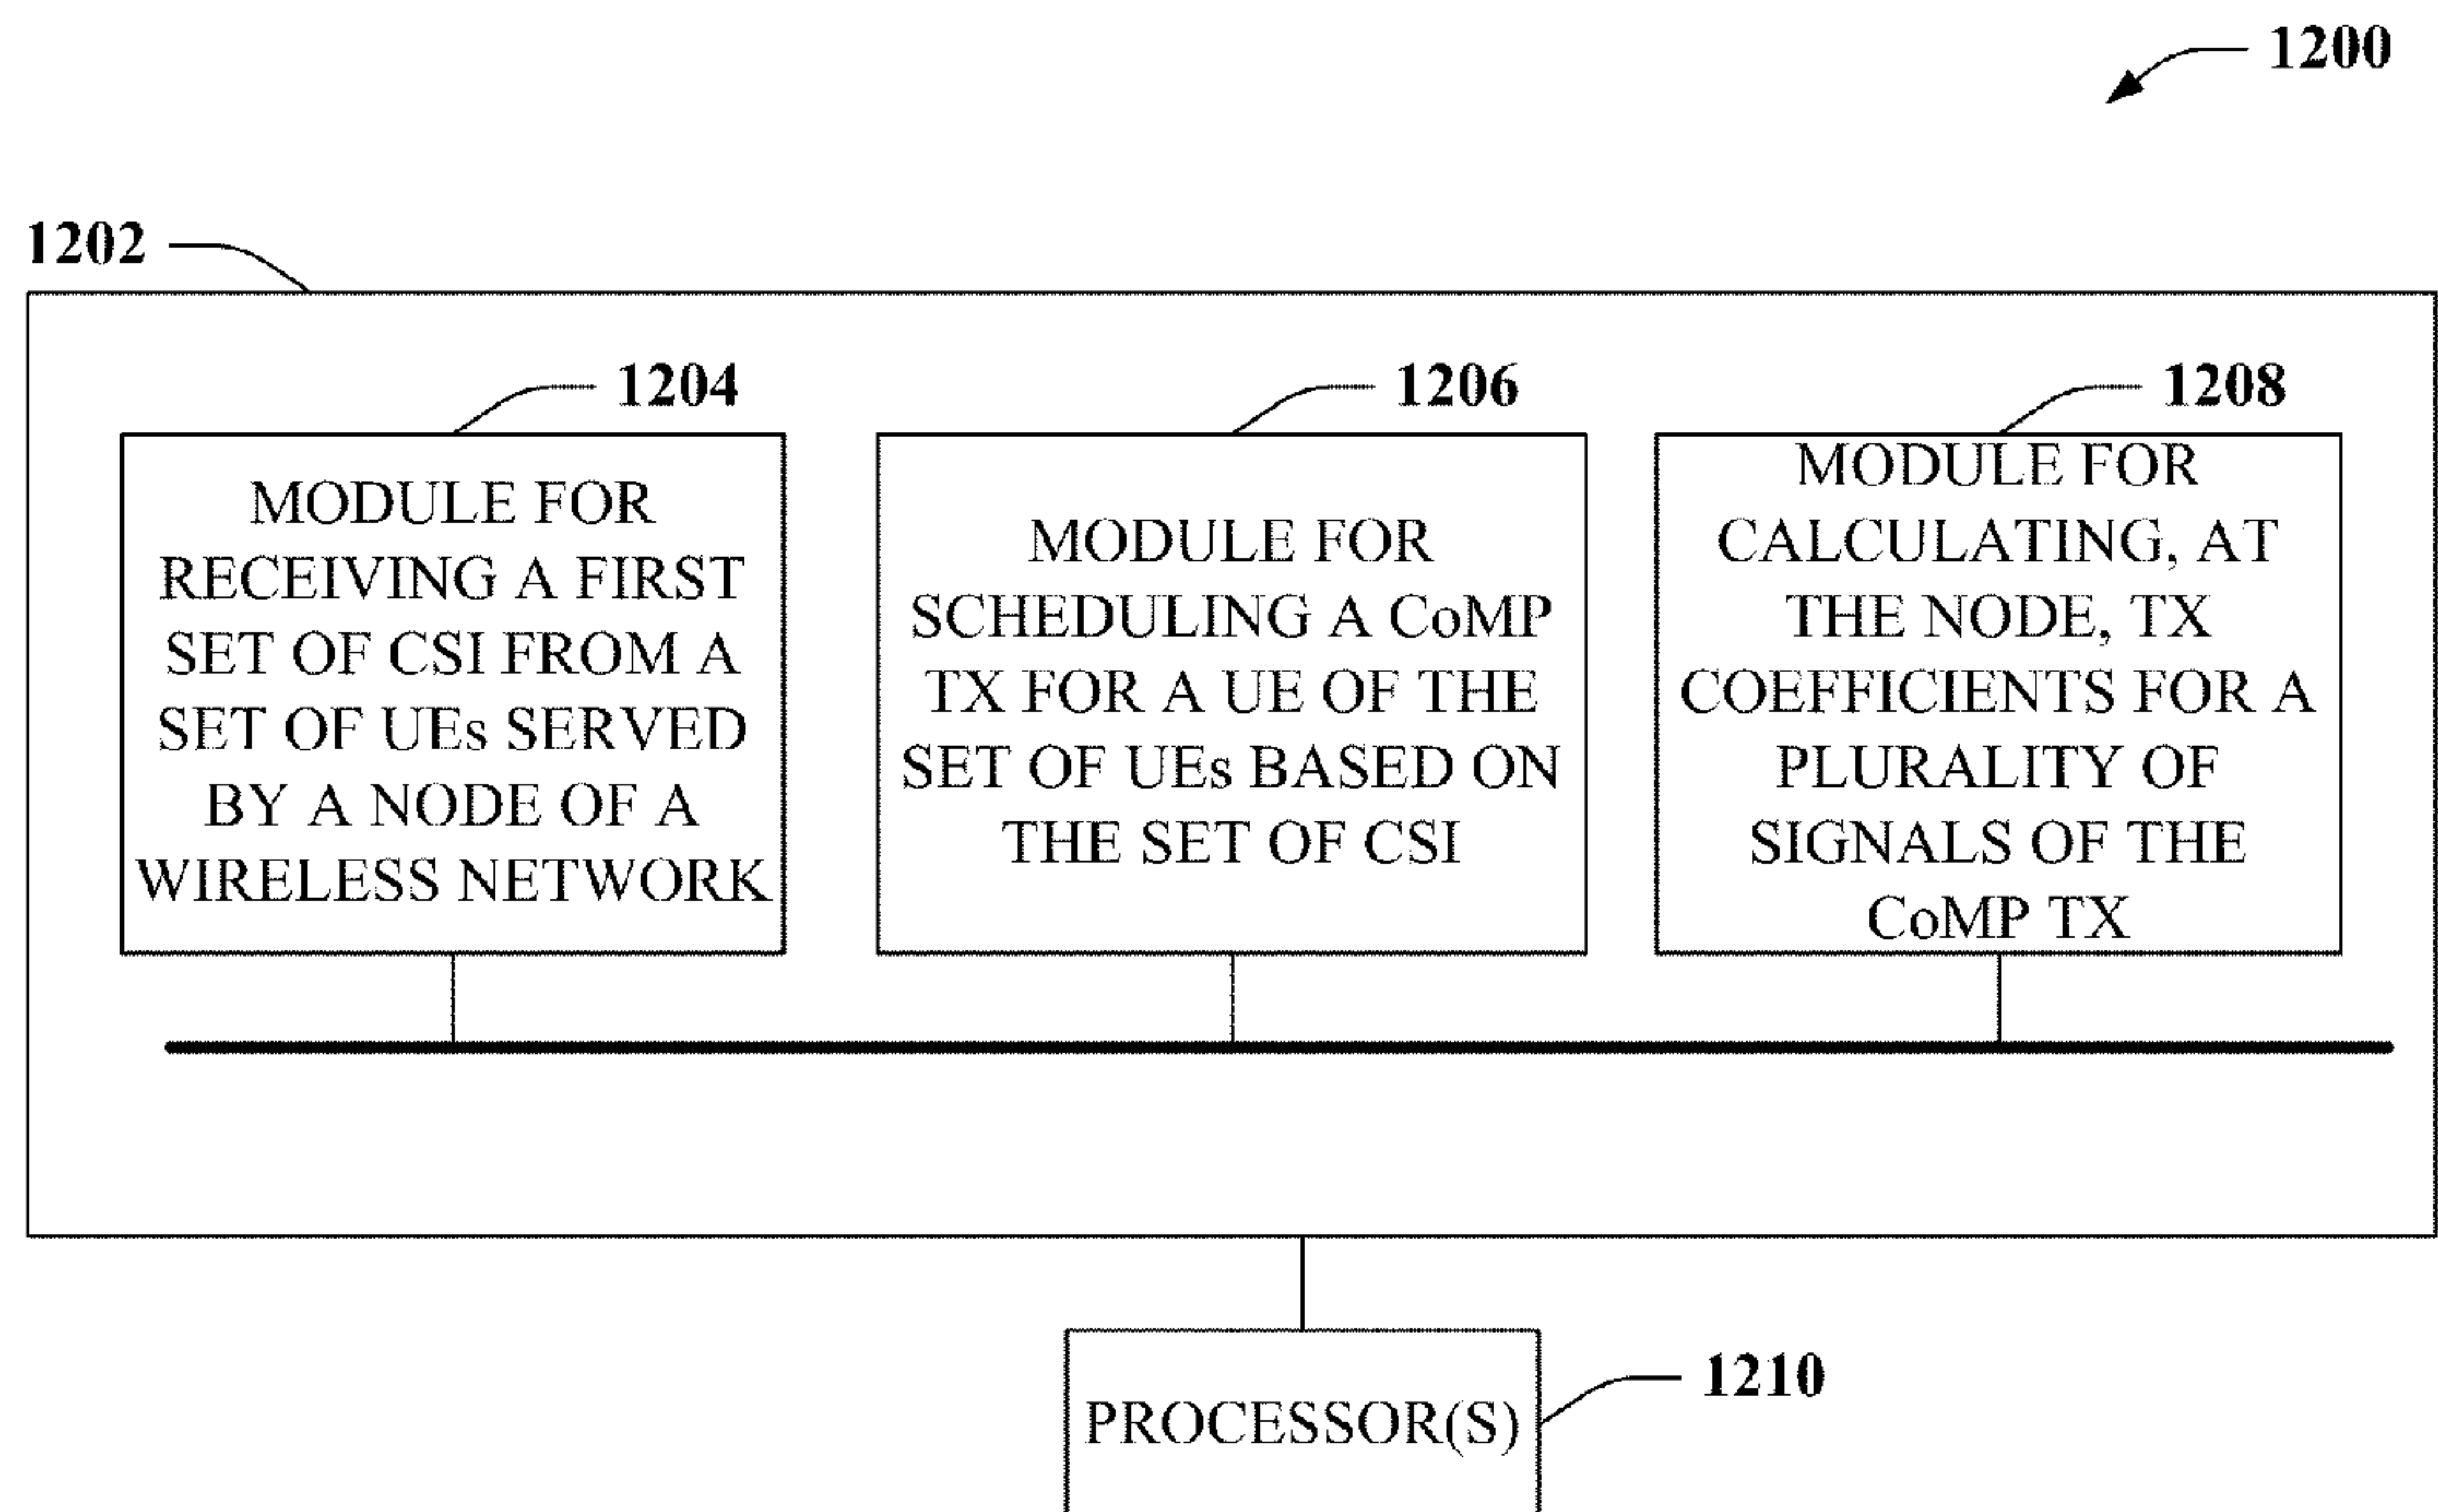 1200
1202
1204
1206
1208
MODULE FOR
RECEIVING A FIRST
SET OF CSI FROM A
SET OF UEs SERVED
BY A NODE OF A
WIRELESS NETWORK
MODULE FOR
SCHEDULING A CoMP
TX FOR A UE OF THE
SET OF UEs BASED ON
THE SET OF CSI
MODULE FOR
CALCULATING, AT
THE NODE, TX
COEFFICIENTS FOR A
PLURALITY OF
SIGNALS OF THE
CoMP TX
1210
PROCESSOR(S)